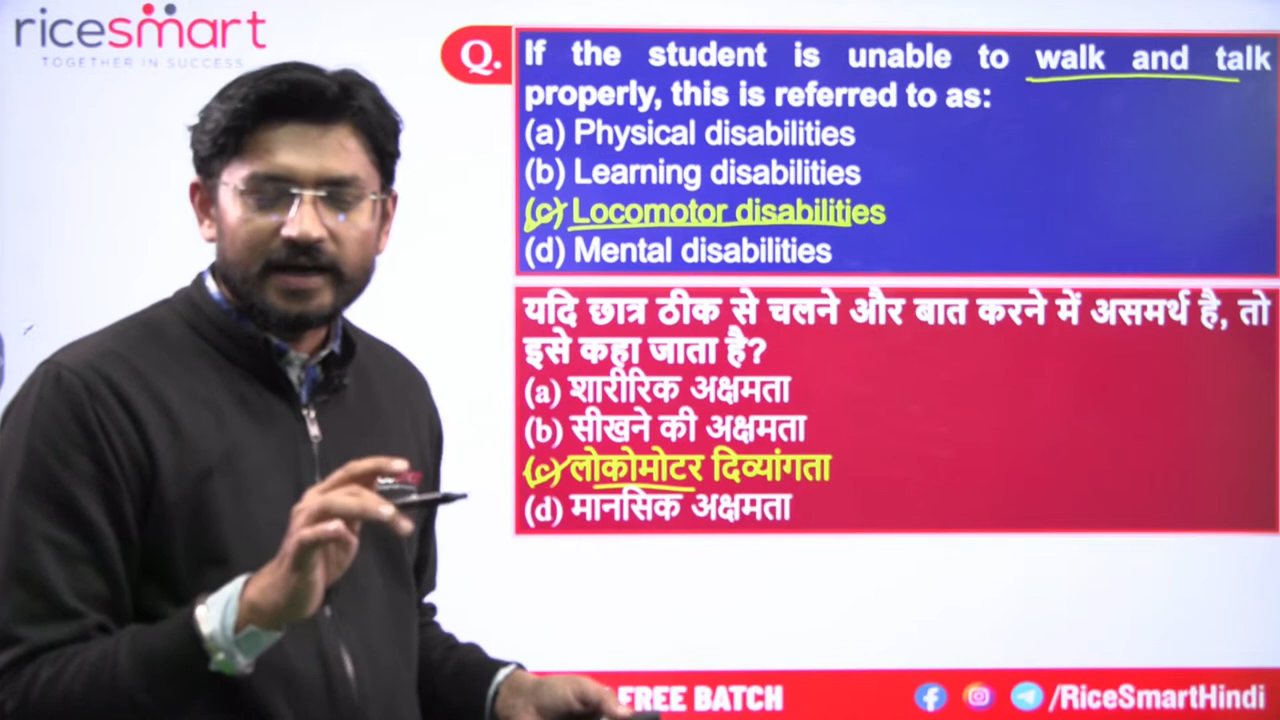 ricesmart
TOGETHER IN SUCCESS
Q.
If the student is unable to walk and talk
properly, this is referred to as:
(a) Physical disabilities
(b) Learning disabilities
(c) Locomotor disabilities
(d) Mental disabilities
यदि छात्र ठीक से चलने और बात करने में असमर्थ है, तो
इसे कहा जाता है?
(a) शारीरिक अक्षमता
(b) सीखने की अक्षमता
(c) लोकोमोटर दिव्यांगता
(d) मानसिक अक्षमता
FREE BATCH
/RiceSmartHindi